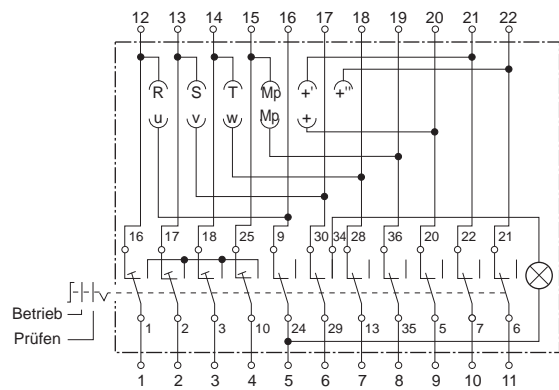 12 13 14 15 16 17 18 19 20 21 22
R S T Mp +' +"
u v w Mp +
16 17 18 25 9 30 34 28 36 20 22 21
Betrieb
Prüfen
1 2 3 10 24 29 13 35 5 7 6
1 2 3 4 5 6 7 8 9 10 11